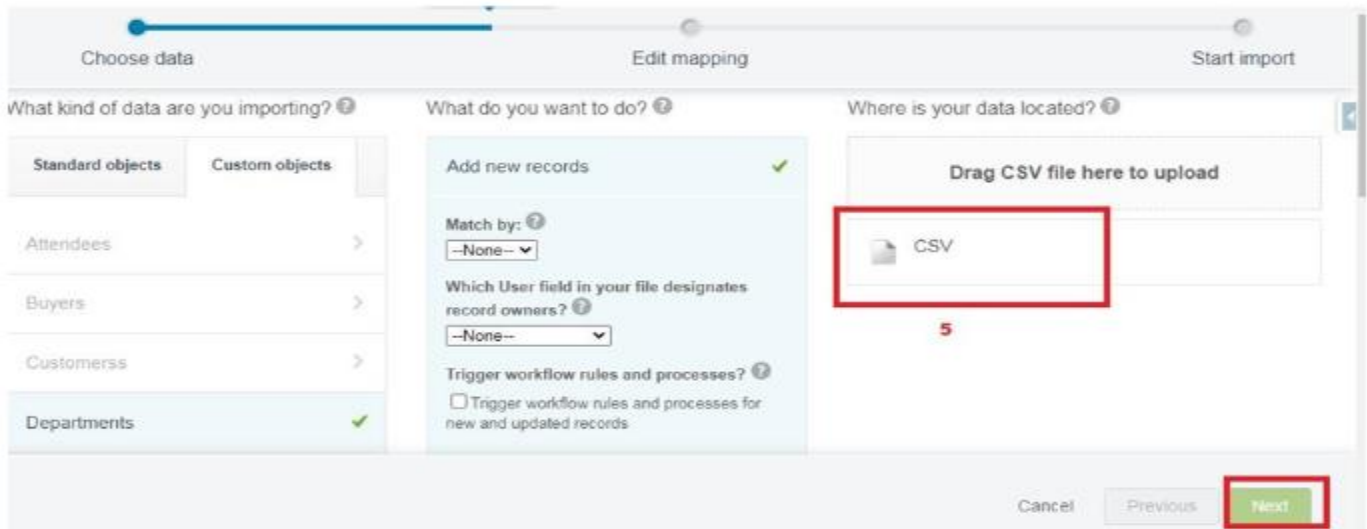 Choose data
Edit mapping
Start import
What kind of data are you importing?
Standard objects
Custom objects
Attendees
Buyers
Customerss
Departments
What do you want to do?
Add new records
Match by:
--None--
Which User field in your file designates
record owners?
--None--
Trigger workflow rules and processes?
Trigger workflow rules and processes for
new and updated records
Where is your data located?
Drag CSV file here to upload
CSV
5
Cancel
Previous
Next